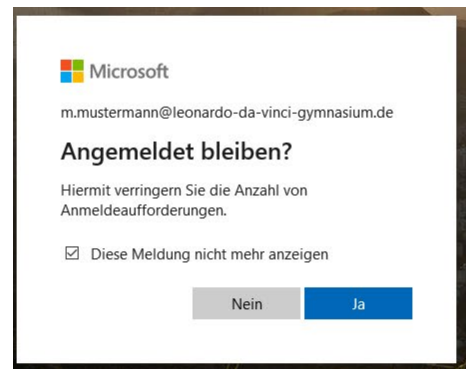 Microsoft
m.mustermann@leonardo-da-vinci-gymnasium.de
Angemeldet bleiben?
Hiermit verringern Sie die Anzahl von
Anmeldeaufforderungen.
Diese Meldung nicht mehr anzeigen
Nein Ja